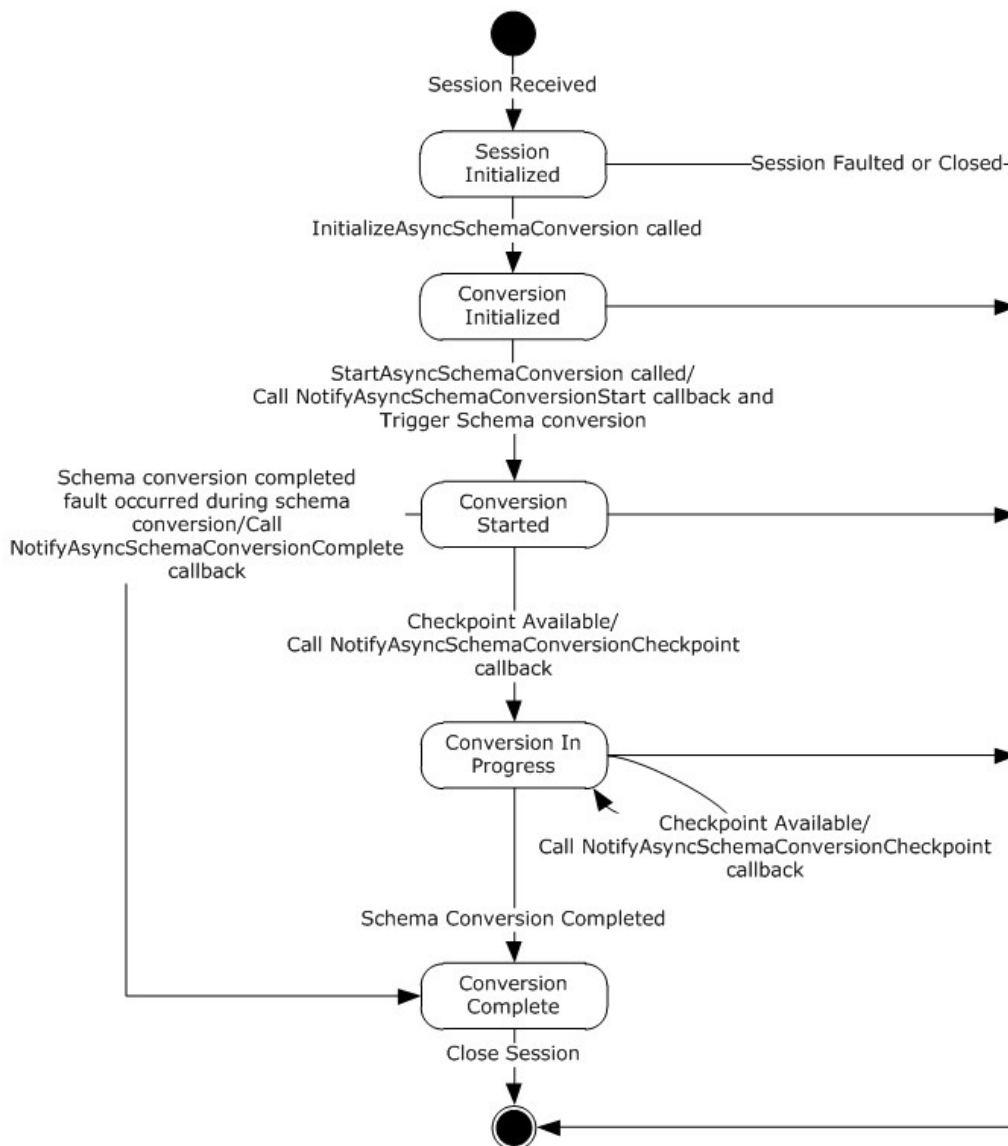 Session Received
Session
Initialized
Session Faulted or Closed
InitializeAsyncSchemaConversion called
Conversion
Initialized
StartAsyncSchemaConversion called/
Call NotifyAsyncSchemaConversionStart callback and
Trigger Schema conversion
Schema conversion completed
fault occurred during schema
conversion/Call
NotifyAsyncSchemaConversionComplete
callback
Conversion
Started
Checkpoint Available/
Call NotifyAsyncSchemaConversionCheckpoint
callback
Conversion In
Progress
Checkpoint Available/
Call NotifyAsyncSchemaConversionCheckpoint
callback
Schema Conversion Completed
Conversion
Complete
Close Session